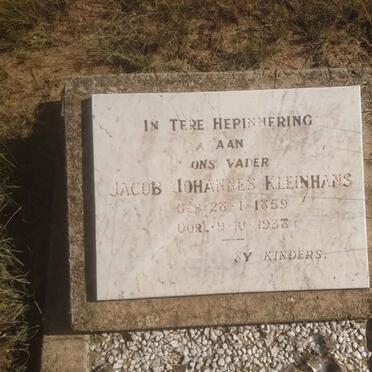 IN TERE HERINNERING
AAN
ONS VADER
JACOB JOHANNES KLEINHANS
GEB. 28-1-1859
OORL. 9-10-1938
SY KINDERS.